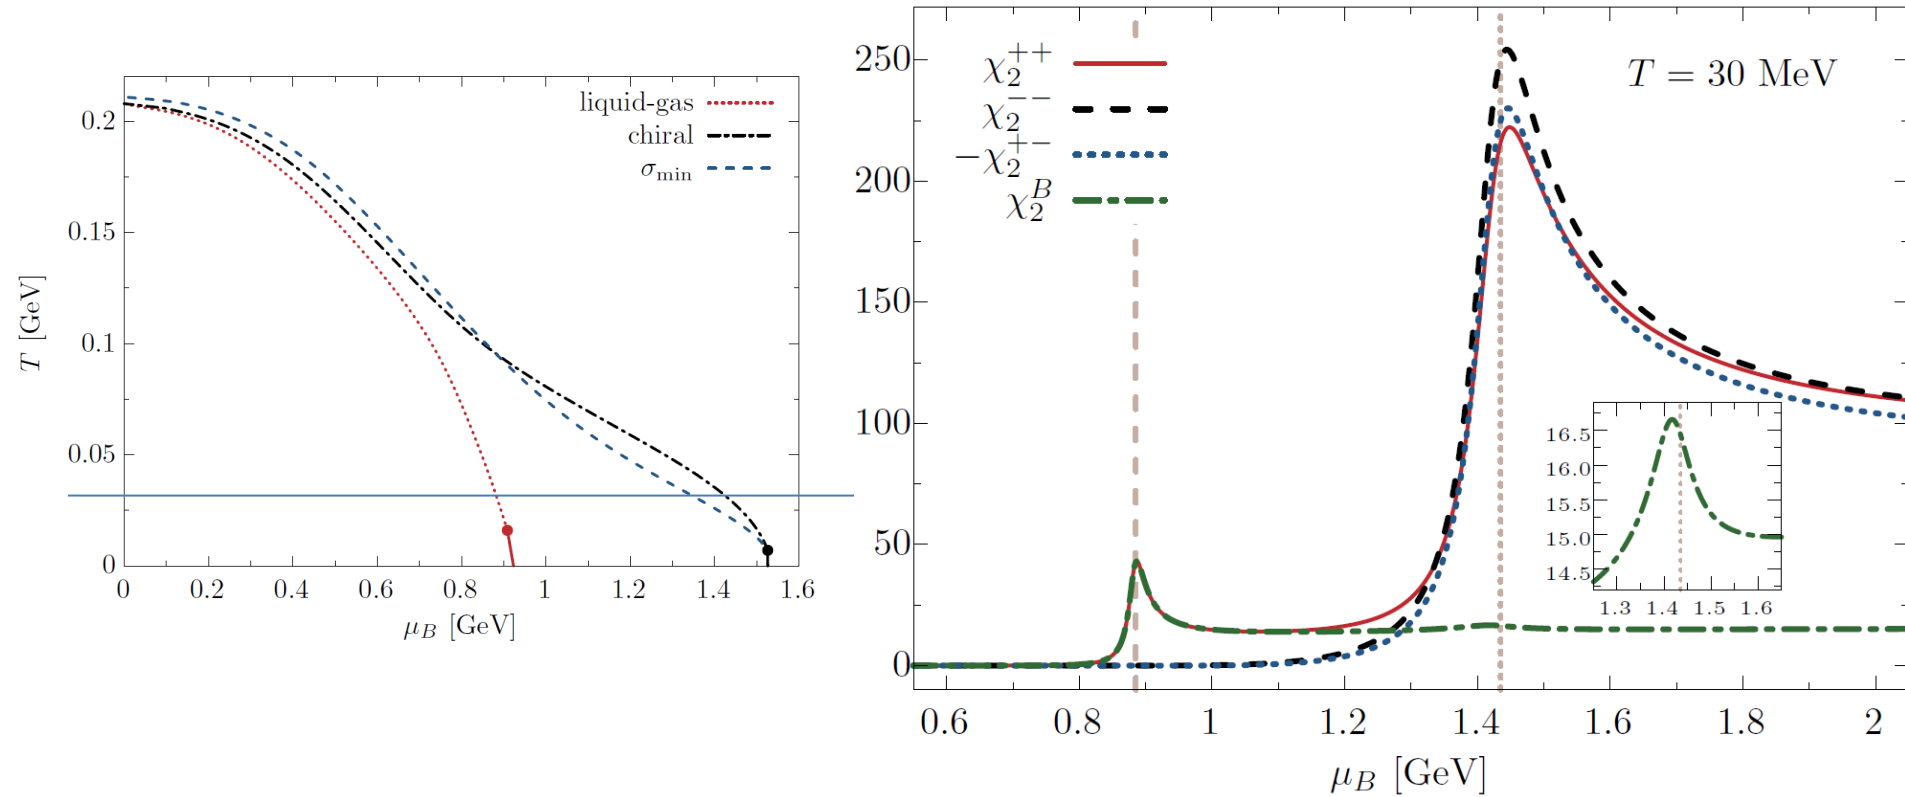 liquid-gas
chiral
σ_min
0.2
0.15
0.1
0.05
0
T [GeV]
0 0.2 0.4 0.6 0.8 1 1.2 1.4 1.6
μ_B [GeV]
χ₂⁺⁺
χ₂⁻⁻
−χ₂⁺⁻
χ₂ᴮ
T = 30 MeV
250
200
150
100
50
0
16.5
16.0
15.5
15.0
14.5
1.3 1.4 1.5 1.6
0.6 0.8 1 1.2 1.4 1.6 1.8 2
μ_B [GeV]